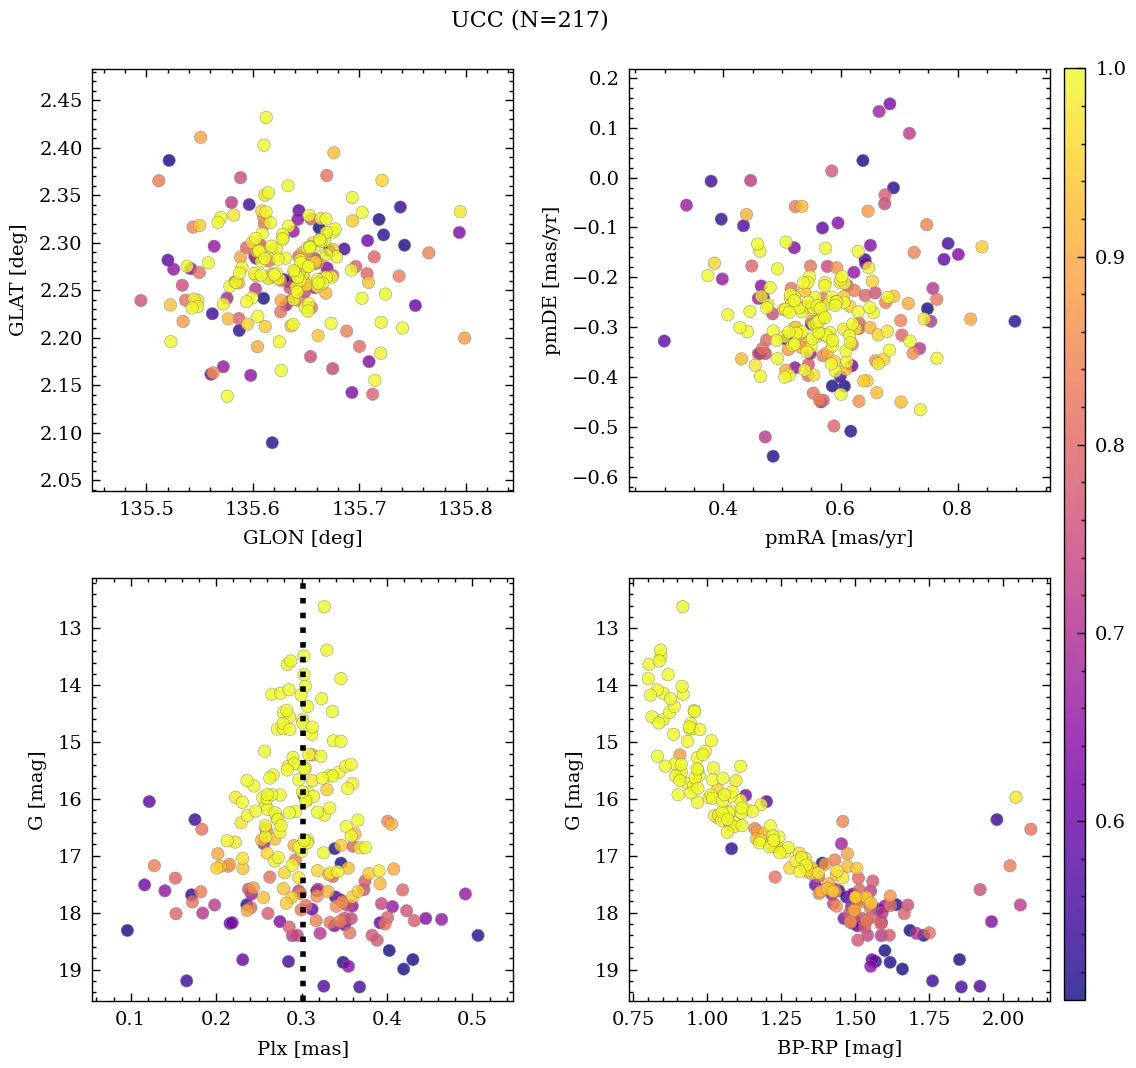 UCC (N=217)
2.45
2.40
2.35
2.30
2.25
2.20
2.15
2.10
2.05
GLAT [deg]
135.5 135.6 135.7 135.8
GLON [deg]
0.2
0.1
0.0
−0.1
−0.2
−0.3
−0.4
−0.5
−0.6
pmDE [mas/yr]
0.4 0.6 0.8
pmRA [mas/yr]
13
14
15
16
17
18
19
G [mag]
0.1 0.2 0.3 0.4 0.5
Plx [mas]
13
14
15
16
17
18
19
G [mag]
0.75 1.00 1.25 1.50 1.75 2.00
BP-RP [mag]
1.0
0.9
0.8
0.7
0.6